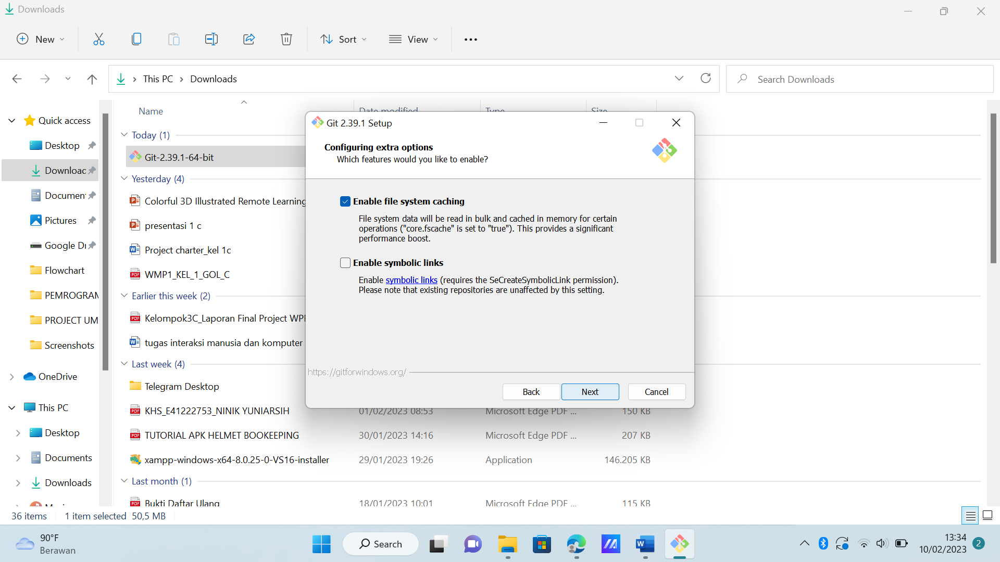 Downloads
New
Sort
View
This PC
Downloads
Search Downloads
Name
Date modified
Type
Size
Quick access
Desktop
Downloac
Documen
Pictures
Google Dr
Flowchart
PEMROGRAM
PROJECT UM
Screenshots
OneDrive
This PC
Desktop
Documents
Downloads
Today (1)
Git-2.39.1-64-bit
Yesterday (4)
Colorful 3D Illustrated Remote Learning
presentasi 1 c
Project charter_kel 1c
WMP1_KEL_1_GOL_C
Earlier this week (2)
Kelompok3C_Laporan Final Project WPF
tugas interaksi manusia dan komputer
Last week (4)
Telegram Desktop
KHS_E41222753_NINIK YUNIARSIH 01/02/2023 08:53 Microsoft Edge PDF ... 150 KB
TUTORIAL APK HELMET BOOKEEPING 30/01/2023 14:16 Microsoft Edge PDF ... 207 KB
xampp-windows-x64-8.0.25-0-VS16-installer 29/01/2023 19:26 Application 146.205 KB
Last month (1)
Bukti Daftar Ulang 18/01/2023 10:01 Microsoft Edge PDF ... 115 KB
Git 2.39.1 Setup
Configuring extra options
Which features would you like to enable?
Enable file system caching
File system data will be read in bulk and cached in memory for certain
operations ("core.fscache" is set to "true"). This provides a significant
performance boost.
Enable symbolic links
Enable symbolic links (requires the SeCreateSymbolicLink permission).
Please note that existing repositories are unaffected by this setting.
https://gitforwindows.org/
Back
Next
Cancel
36 items 1 item selected 50,5 MB
90°F
Berawan
Search
13:34
10/02/2023
2